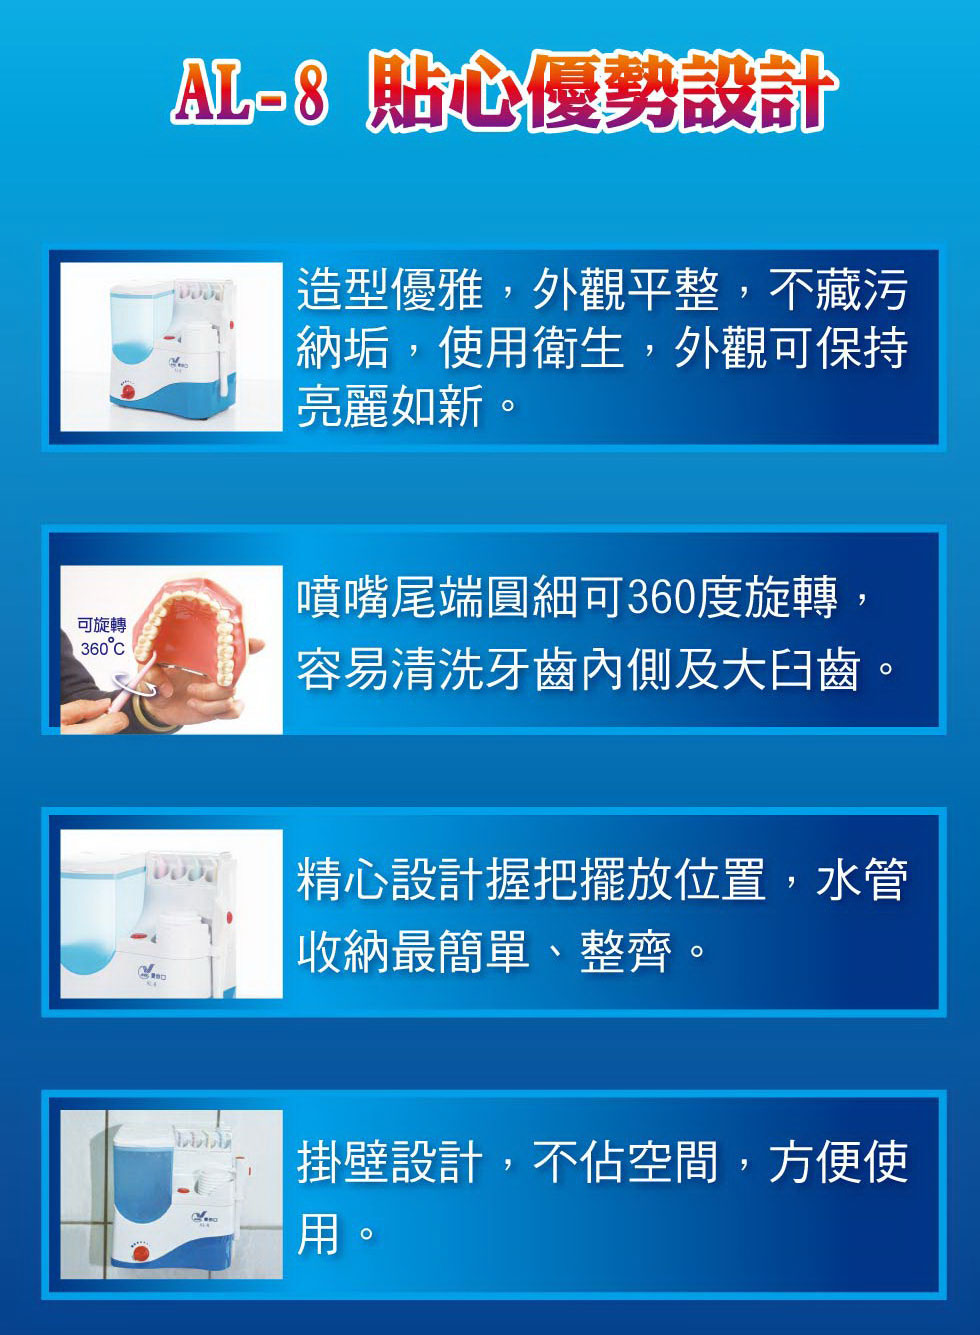 AL-8 貼心優勢設計
造型優雅，外觀平整，不藏污
納垢，使用衛生，外觀可保持
亮麗如新。
可旋轉
360°C
噴嘴尾端圓細可360度旋轉，
容易清洗牙齒內側及大臼齒。
精心設計握把擺放位置，水管
收納最簡單、整齊。
AL-8
掛壁設計，不佔空間，方便使
用。
AL-8